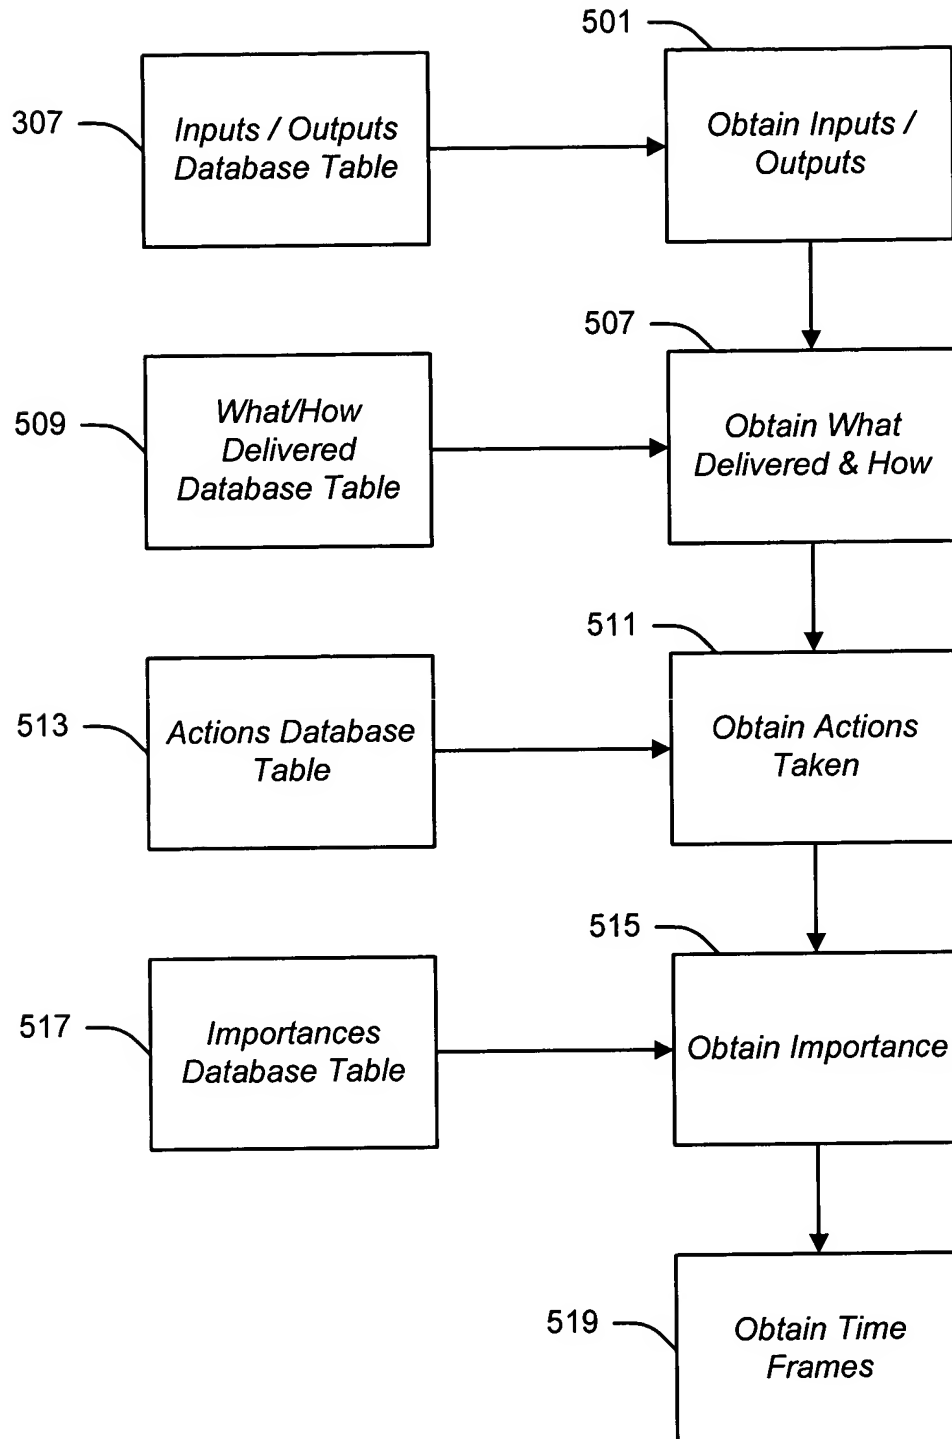 501
307
Inputs / Outputs
Database Table
Obtain Inputs /
Outputs
507
509
What/How
Delivered
Database Table
Obtain What
Delivered & How
511
513
Actions Database
Table
Obtain Actions
Taken
515
517
Importances
Database Table
Obtain Importance
519
Obtain Time
Frames